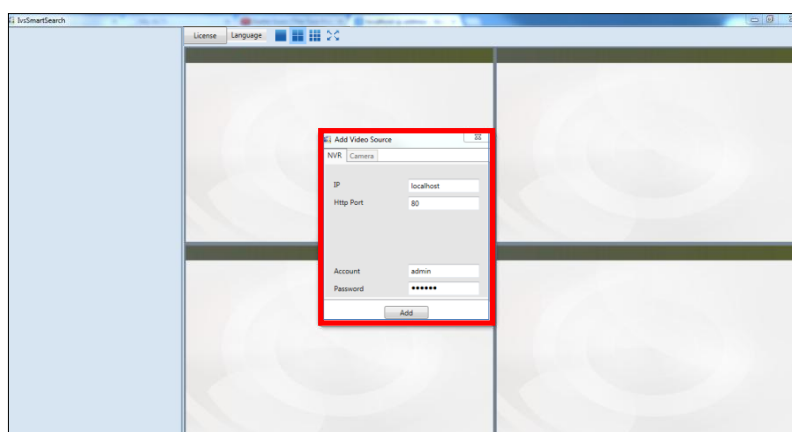 IvsSmartSearch
License Language
Add Video Source
NVR Camera
IP localhost
Http Port 80
Account admin
Password ••••••
Add